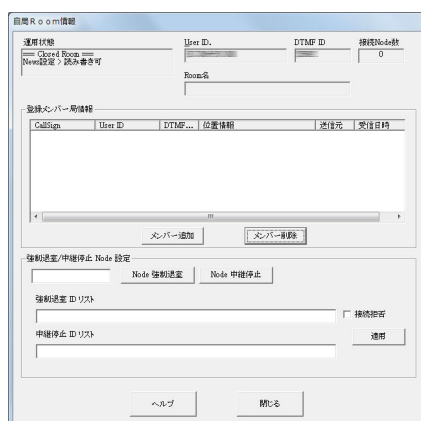 自局Ｒｏｏｍ情報
運用状態
User ID.
DTMF ID
接続Node数
=== Closed Room ===
News設定 > 読み書き可
0
Room名
登録メンバー局情報
CallSign User ID DTMF... 位置情報 送信元 受信日時
メンバー追加 メンバー削除
強制退室/中継停止 Node 設定
Node 強制退室 Node 中継停止
強制退室 ID リスト
接続拒否
中継停止 ID リスト
適用
ヘルプ 閉じる